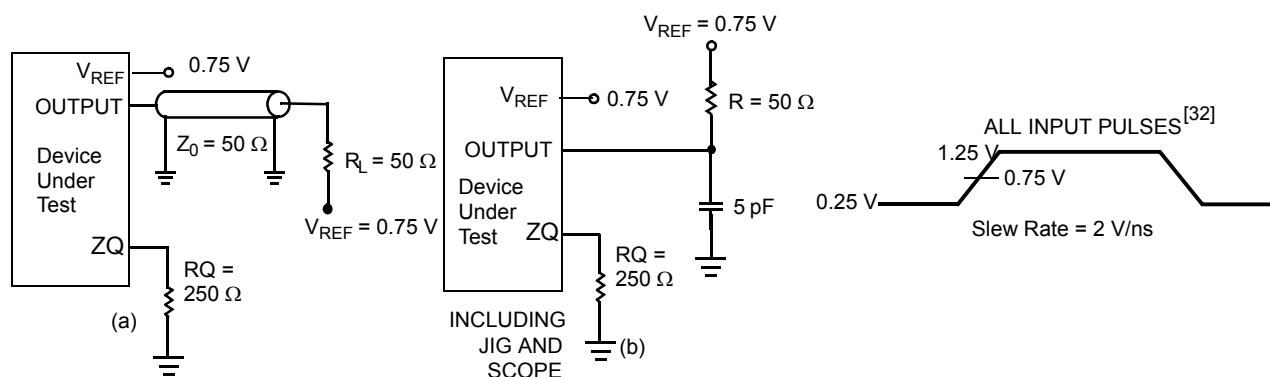 V_REF 0.75 V
OUTPUT
Z_0 = 50 Ω
Device
Under
Test
R_L = 50 Ω
V_REF = 0.75 V
ZQ
RQ =
250 Ω
(a)
V_REF = 0.75 V
V_REF 0.75 V
R = 50 Ω
OUTPUT
Device
Under
Test
5 pF
ZQ
RQ =
250 Ω
INCLUDING
JIG AND
SCOPE
(b)
ALL INPUT PULSES[32]
1.25 V
0.75 V
0.25 V
Slew Rate = 2 V/ns